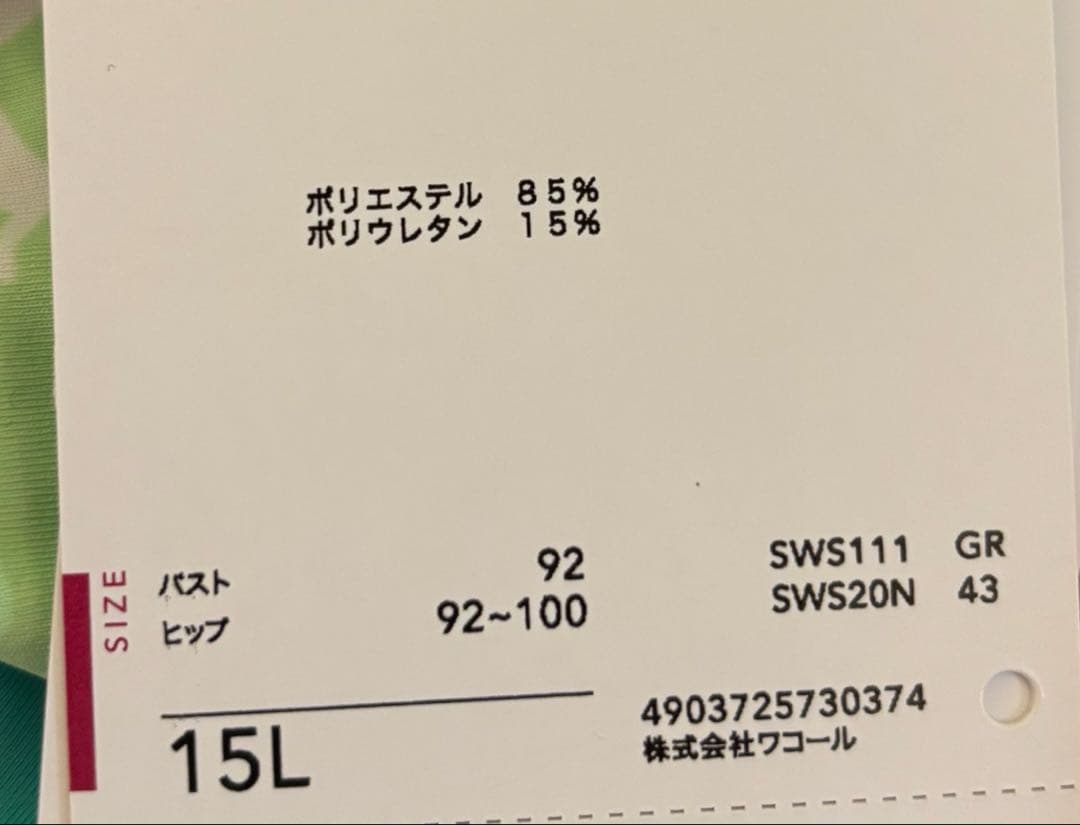 ポリエステル 85%
ポリウレタン 15%
SIZE
バスト 92
ヒップ 92~100
15L
SWS111 GR
SWS20N 43
4903725730374
株式会社ワコール